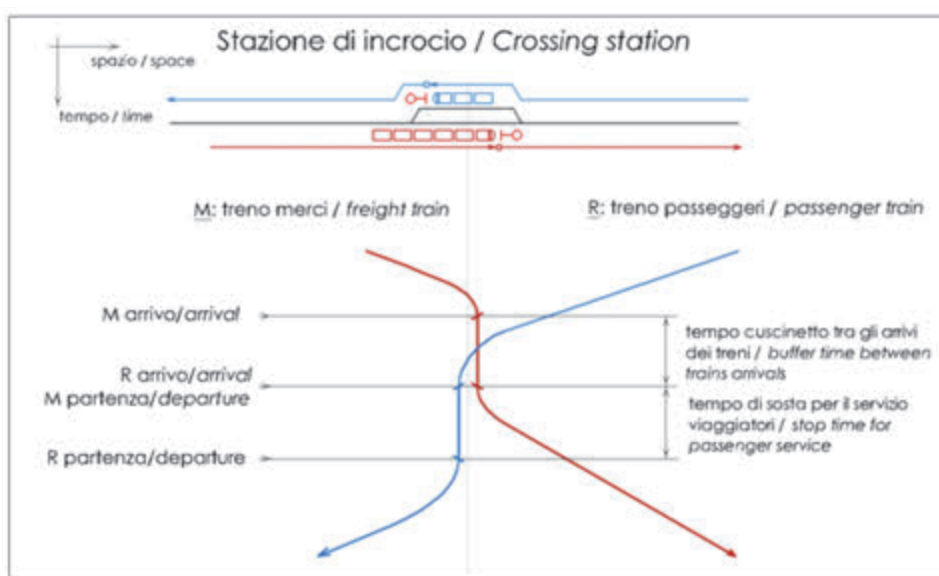 Stazione di incrocio / Crossing station
spazio / space
tempo / time
M: treno merci / freight train
R: treno passeggeri / passenger train
M arrivo/arrival
R arrivo/arrival
M partenza/departure
R partenza/departure
tempo cuscinetto tra gli arrivi
dei treni / buffer time between
trains arrivals
tempo di sosta per il servizio
viaggiatori / stop time for
passenger service